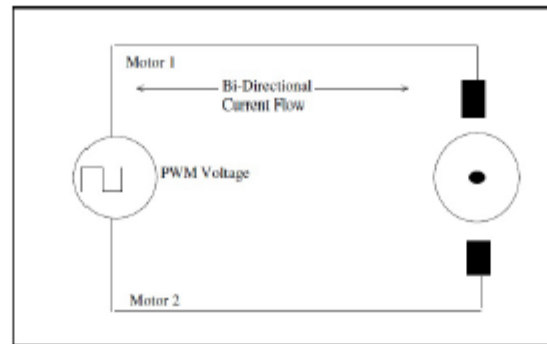 Motor 1
Bi-Directional
Current Flow
PWM Voltage
Motor 2